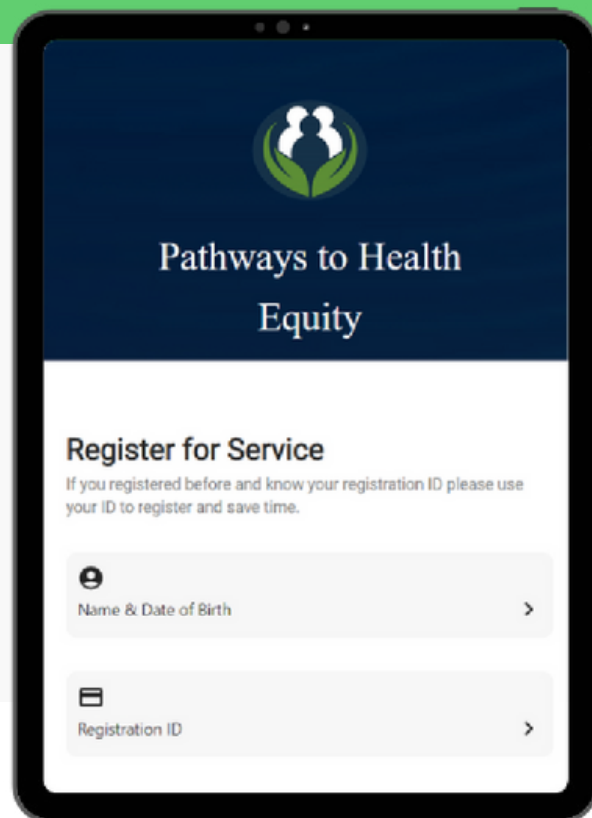 Pathways to Health
Equity
Register for Service
If you registered before and know your registration ID please use
your ID to register and save time.
Name & Date of Birth
Registration ID